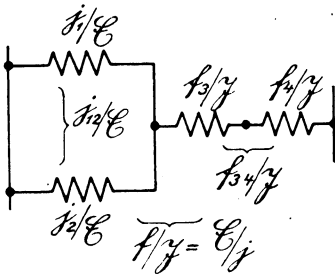 j1/ℭ
f3/𝔍 f4/𝔍
j12/ℭ
f34/𝔍
j2/ℭ
f/𝔍 = ℭ/j